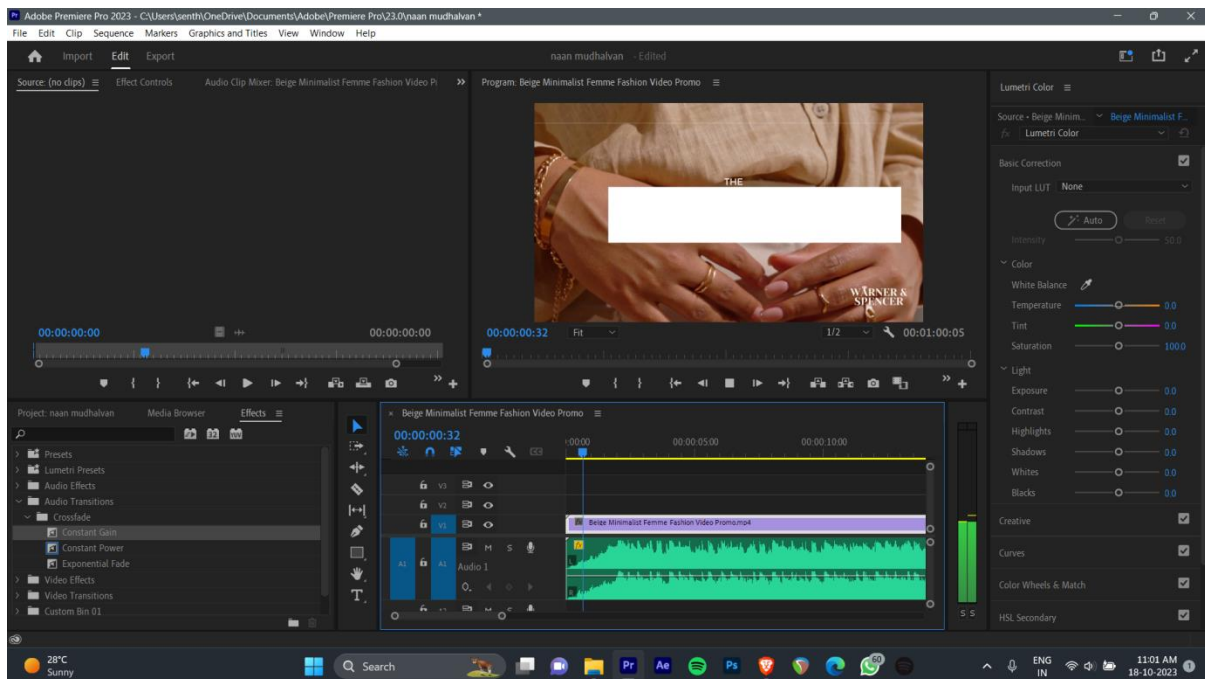 Adobe Premiere Pro 2023 - C:\Users\senth\OneDrive\Documents\Adobe\Premiere Pro\23.0\naan mudhalvan *
File Edit Clip Sequence Markers Graphics and Titles View Window Help
Import Edit Export
naan mudhalvan - Edited
Source: (no clips) Effect Controls Audio Clip Mixer: Beige Minimalist Femme Fashion Video P
Program: Beige Minimalist Femme Fashion Video Promo
THE
WARNER &
SPENCER
00:00:00:00 00:00:00:00
00:00:00:32 Fit 1/2 00:01:00:05
Lumetri Color
Source - Beige Minim... Beige Minimalist F...
fx Lumetri Color
Basic Correction
Input LUT None
Auto Reset
Intensity 50.0
Color
White Balance
Temperature 0.0
Tint 0.0
Saturation 100.0
Light
Exposure 0.0
Contrast 0.0
Highlights 0.0
Shadows 0.0
Whites 0.0
Blacks 0.0
Creative
Curves
Color Wheels & Match
HSL Secondary
Project: naan mudhalvan Media Browser Effects
32 YUV
Presets
Lumetri Presets
Audio Effects
Audio Transitions
Crossfade
Constant Gain
Constant Power
Exponential Fade
Video Effects
Video Transitions
Custom Bin 01
T
× Beige Minimalist Femme Fashion Video Promo
00:00:00:32
:00:00 00:00:05:00 00:00:10:00
V3
V2
V1 V1
Beige Minimalist Femme Fashion Video Promo.mp4
A1 A1 M S
Audio 1
fx
L
R
S S
Pr Ae Ps
28°C
Sunny
Search
60
ENG
IN
11:01 AM
18-10-2023
1